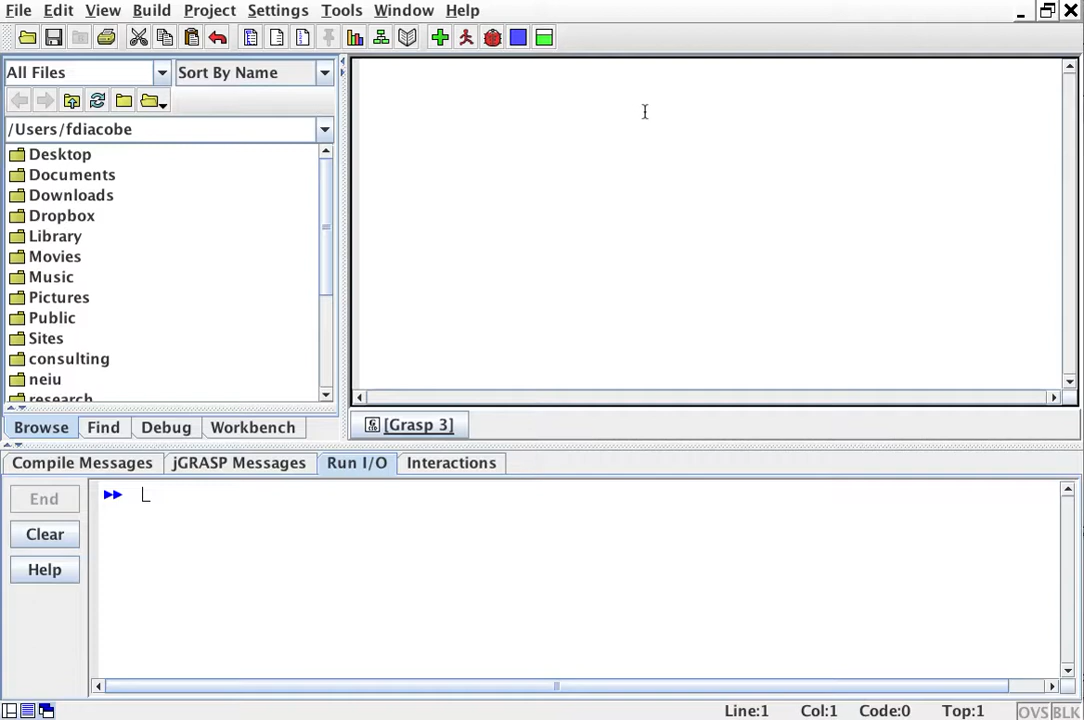 File Edit View Build Project Settings Tools Window Help
All Files Sort By Name
/Users/fdiacobe
Desktop
Documents
Downloads
Dropbox
Library
Movies
Music
Pictures
Public
Sites
consulting
neiu
research
Browse Find Debug Workbench
[Grasp 3]
Compile Messages jGRASP Messages Run I/O Interactions
End
Clear
Help
Line:1 Col:1 Code:0 Top:1 OVS BLK